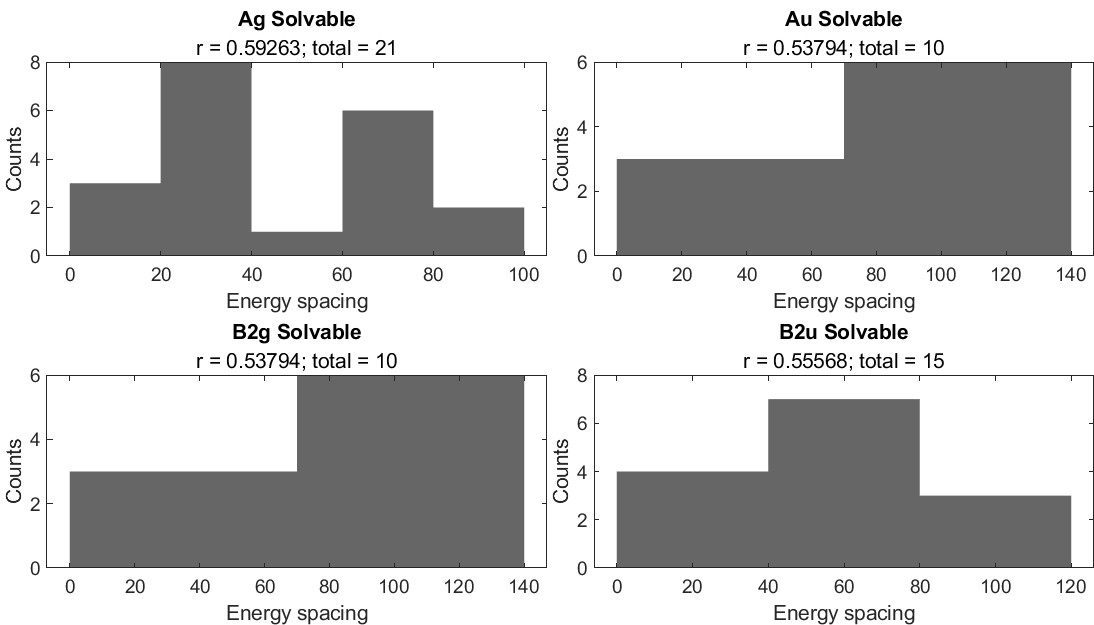 Ag Solvable
r = 0.59263; total = 21
8
6
4
2
0
Counts
0 20 40 60 80 100
Energy spacing
Au Solvable
r = 0.53794; total = 10
6
4
2
0
Counts
0 20 40 60 80 100 120 140
Energy spacing
B2g Solvable
r = 0.53794; total = 10
6
4
2
0
Counts
0 20 40 60 80 100 120 140
Energy spacing
B2u Solvable
r = 0.55568; total = 15
8
6
4
2
0
Counts
0 20 40 60 80 100 120
Energy spacing